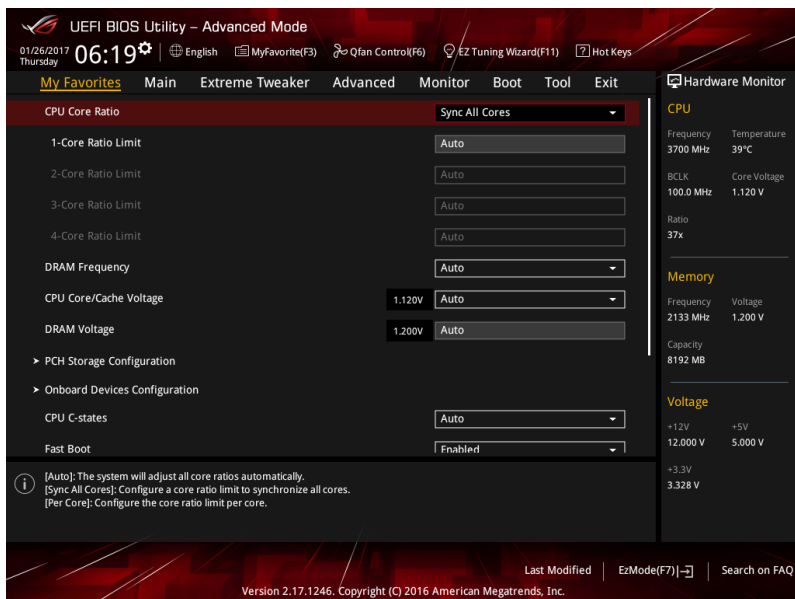 UEFI BIOS Utility – Advanced Mode
01/26/2017
Thursday
06:19
English
MyFavorite(F3)
Qfan Control(F6)
EZ Tuning Wizard(F11)
? Hot Keys
My Favorites
Main
Extreme Tweaker
Advanced
Monitor
Boot
Tool
Exit
CPU Core Ratio
Sync All Cores
1-Core Ratio Limit
Auto
2-Core Ratio Limit
Auto
3-Core Ratio Limit
Auto
4-Core Ratio Limit
Auto
DRAM Frequency
Auto
CPU Core/Cache Voltage
1.120V
Auto
DRAM Voltage
1.200V
Auto
PCH Storage Configuration
Onboard Devices Configuration
CPU C-states
Auto
Fast Boot
Enabled
[Auto]: The system will adjust all core ratios automatically.
[Sync All Cores]: Configure a core ratio limit to synchronize all cores.
[Per Core]: Configure the core ratio limit per core.
Hardware Monitor
CPU
Frequency Temperature
3700 MHz 39°C
BCLK Core Voltage
100.0 MHz 1.120 V
Ratio
37x
Memory
Frequency Voltage
2133 MHz 1.200 V
Capacity
8192 MB
Voltage
+12V +5V
12.000 V 5.000 V
+3.3V
3.328 V
Last Modified
EzMode(F7)
Search on FAQ
Version 2.17.1246. Copyright (C) 2016 American Megatrends, Inc.